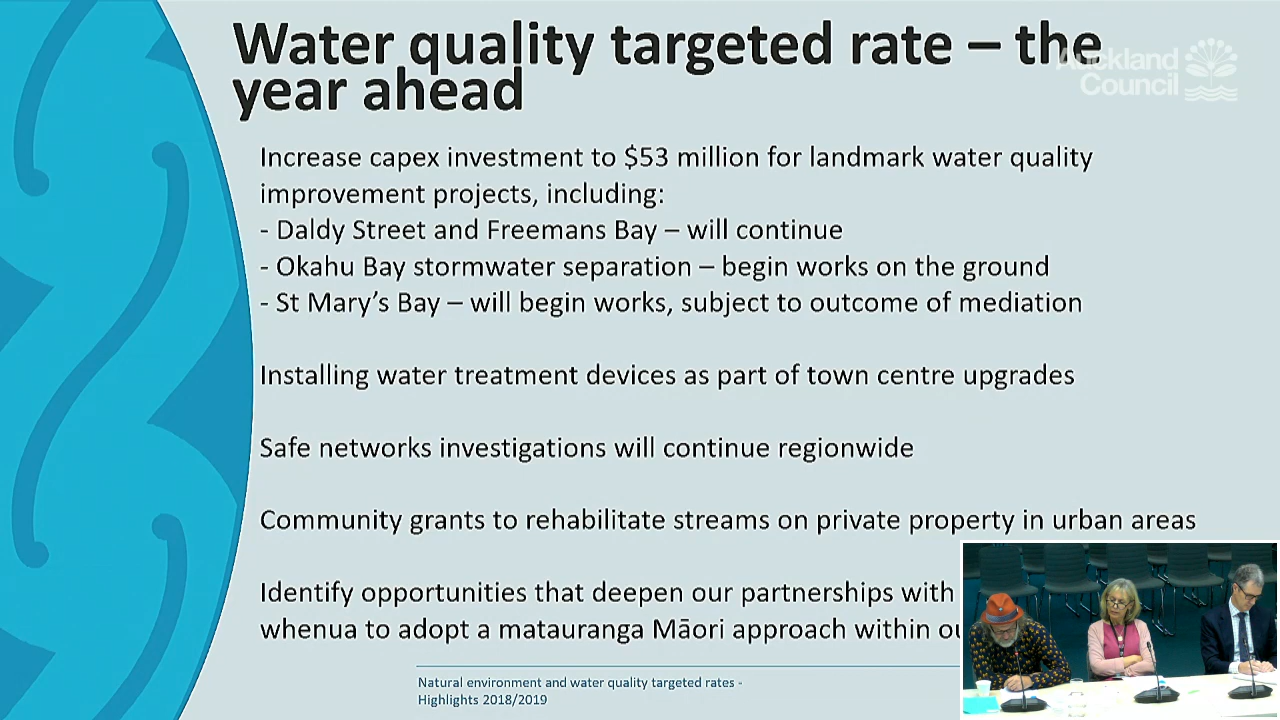 Water quality targeted rate – the
year ahead
Auckland
Council
Increase capex investment to $53 million for landmark water quality
improvement projects, including:
- Daldy Street and Freemans Bay – will continue
- Okahu Bay stormwater separation – begin works on the ground
- St Mary’s Bay – will begin works, subject to outcome of mediation
Installing water treatment devices as part of town centre upgrades
Safe networks investigations will continue regionwide
Community grants to rehabilitate streams on private property in urban areas
Identify opportunities that deepen our partnerships with
whenua to adopt a matauranga Māori approach within
Natural environment and water quality targeted rates -
Highlights 2018/2019